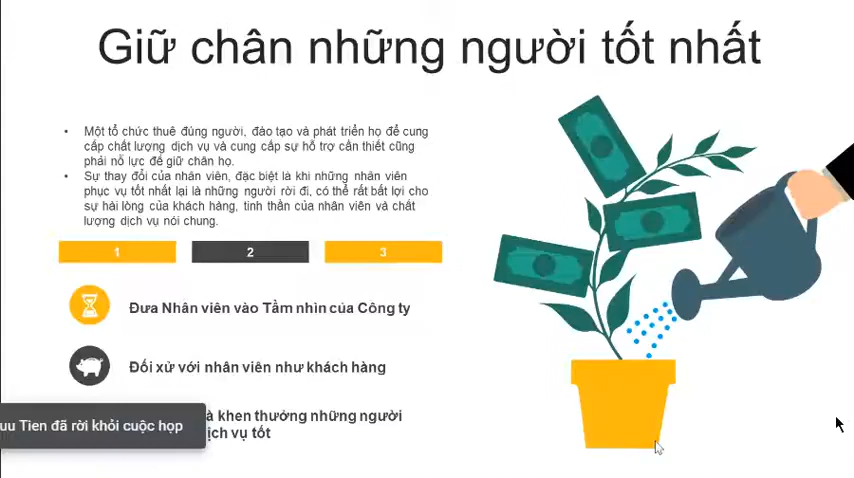 Giữ chân những người tốt nhất
• Một tổ chức thuê đúng người, đào tạo và phát triển họ để cung
cấp chất lượng dịch vụ và cung cấp sự hỗ trợ cần thiết cũng
phải nỗ lực để giữ chân họ.
• Sự thay đổi của nhân viên, đặc biệt là khi những nhân viên
phục vụ tốt nhất lại là những người rời đi, có thể rất bất lợi cho
sự hài lòng của khách hàng, tinh thần của nhân viên và chất
lượng dịch vụ nói chung.
1 2 3
Đưa Nhân viên vào Tầm nhìn của Công ty
Đối xử với nhân viên như khách hàng
à khen thưởng những người
ịch vụ tốt
uu Tien đã rời khỏi cuộc họp